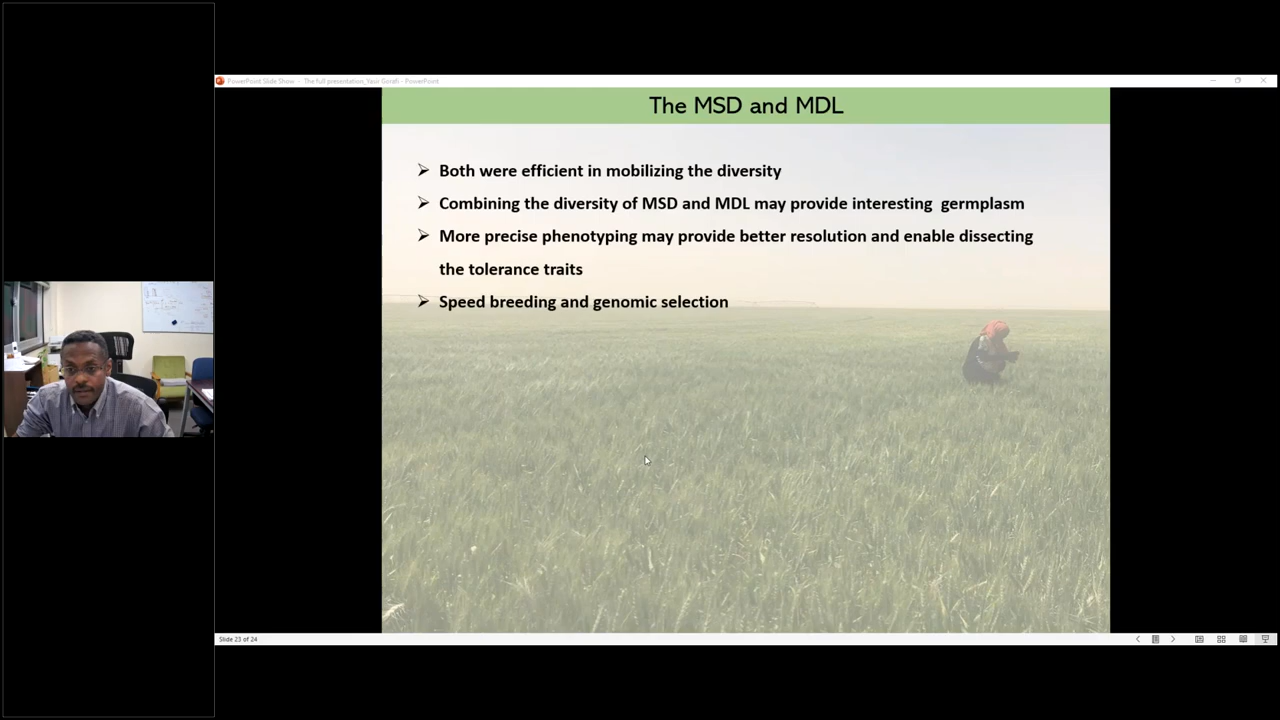 PowerPoint Slide Show - The full presentation_Yasir Gorafi - PowerPoint
The MSD and MDL
Both were efficient in mobilizing the diversity
Combining the diversity of MSD and MDL may provide interesting germplasm
More precise phenotyping may provide better resolution and enable dissecting
the tolerance traits
Speed breeding and genomic selection
Slide 23 of 24